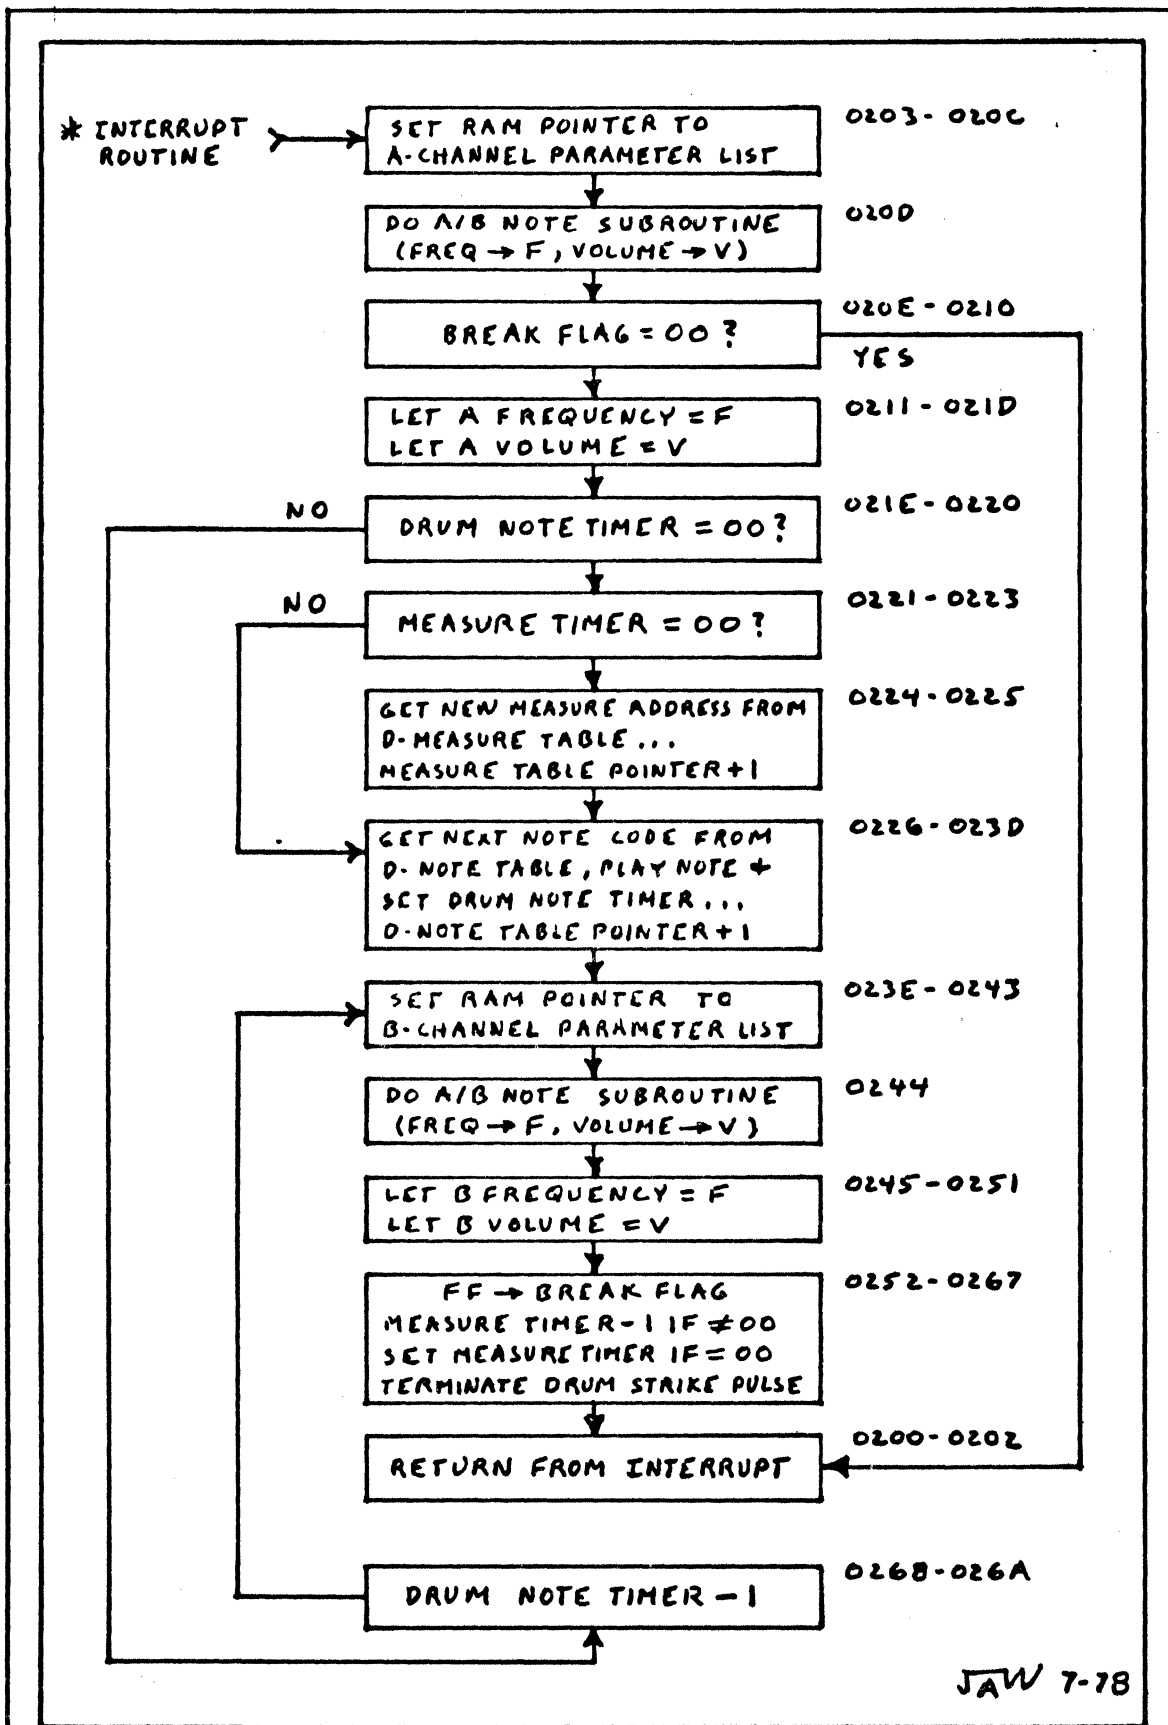 * INTERRUPT
ROUTINE
SET RAM POINTER TO
A-CHANNEL PARAMETER LIST
0203-020C
DO A/B NOTE SUBROUTINE
(FREQ → F, VOLUME → V)
020D
BREAK FLAG = 00?
020E-0210
YES
LET A FREQUENCY = F
LET A VOLUME = V
0211-021D
NO
DRUM NOTE TIMER = 00?
021E-0220
NO
MEASURE TIMER = 00?
0221-0223
GET NEW MEASURE ADDRESS FROM
D-MEASURE TABLE...
MEASURE TABLE POINTER+1
0224-0225
GET NEXT NOTE CODE FROM
D-NOTE TABLE, PLAY NOTE +
SET DRUM NOTE TIMER...
D-NOTE TABLE POINTER+1
0226-023D
SET RAM POINTER TO
B-CHANNEL PARAMETER LIST
023E-0243
DO A/B NOTE SUBROUTINE
(FREQ → F, VOLUME → V)
0244
LET B FREQUENCY = F
LET B VOLUME = V
0245-0251
FF → BREAK FLAG
MEASURE TIMER-1 IF ≠00
SET MEASURE TIMER IF = 00
TERMINATE DRUM STRIKE PULSE
0252-0267
RETURN FROM INTERRUPT
0200-0202
DRUM NOTE TIMER - 1
0268-026A
JAW 7-78